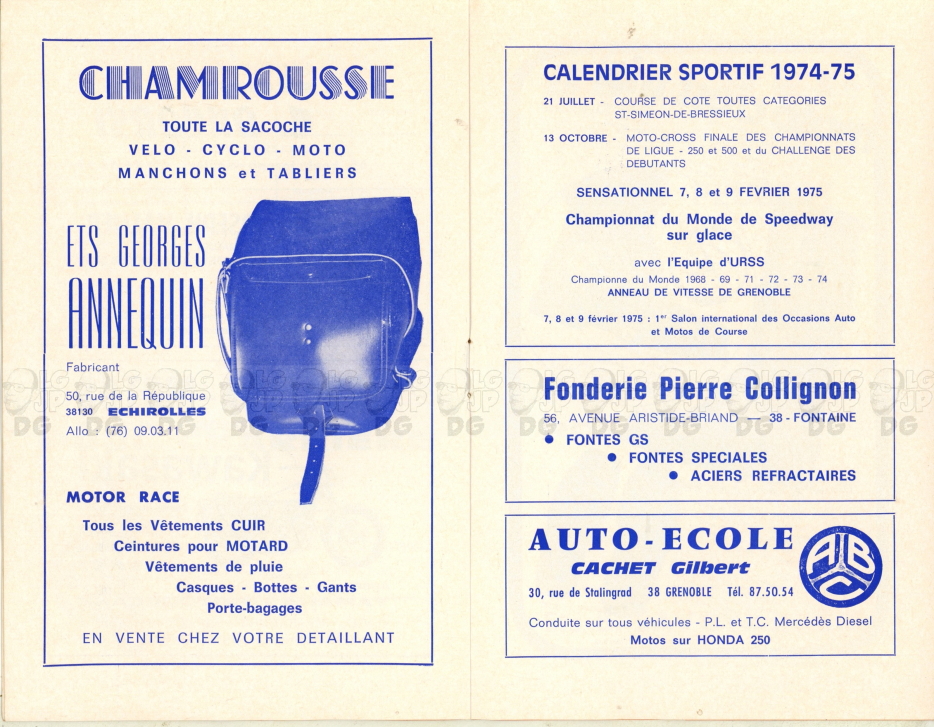 CHAMROUSSE
TOUTE LA SACOCHE
VELO - CYCLO - MOTO
MANCHONS et TABLIERS
ETS GEORGES
ANNEQUIN
Fabricant
50, rue de la République
38130 ECHIROLLES
Allo : (76) 09.03.11
MOTOR RACE
Tous les Vêtements CUIR
Ceintures pour MOTARD
Vêtements de pluie
Casques - Bottes - Gants
Porte-bagages
EN VENTE CHEZ VOTRE DETAILLANT
CALENDRIER SPORTIF 1974-75
21 JUILLET - COURSE DE COTE TOUTES CATEGORIES
ST-SIMEON-DE-BRESSIEUX
13 OCTOBRE - MOTO-CROSS FINALE DES CHAMPIONNATS
DE LIGUE - 250 et 500 et du CHALLENGE DES
DEBUTANTS
SENSATIONNEL 7, 8 et 9 FEVRIER 1975
Championnat du Monde de Speedway
sur glace
avec l'Equipe d'URSS
Championne du Monde 1968 - 69 - 71 - 72 - 73 - 74
ANNEAU DE VITESSE DE GRENOBLE
7, 8 et 9 février 1975 : 1er Salon international des Occasions Auto
et Motos de Course
Fonderie Pierre Collignon
56, AVENUE ARISTIDE-BRIAND — 38 - FONTAINE
● FONTES GS
● FONTES SPECIALES
● ACIERS REFRACTAIRES
AUTO-ECOLE
CACHET Gilbert
ABC
30, rue de Stalingrad 38 GRENOBLE Tél. 87.50.54
Conduite sur tous véhicules - P.L. et T.C. Mercédès Diesel
Motos sur HONDA 250